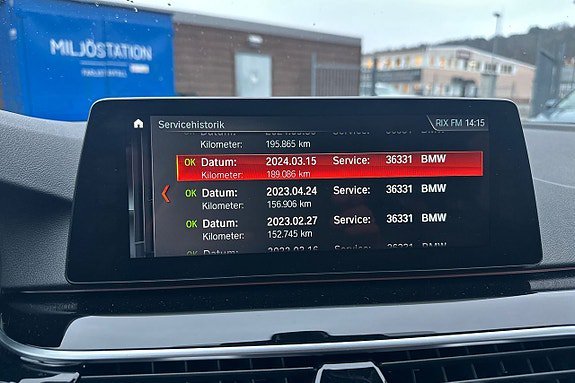 MILJÖSTATION
FARLIGT AVFALL
Servicehistorik
RIX FM 14:15
Kilometer: 195.865 km
OK Datum: 2024.03.15 Service: 36331 BMW
Kilometer: 189.086 km
OK Datum: 2023.04.24 Service: 36331 BMW
Kilometer: 156.906 km
OK Datum: 2023.02.27 Service: 36331 BMW
Kilometer: 152.745 km